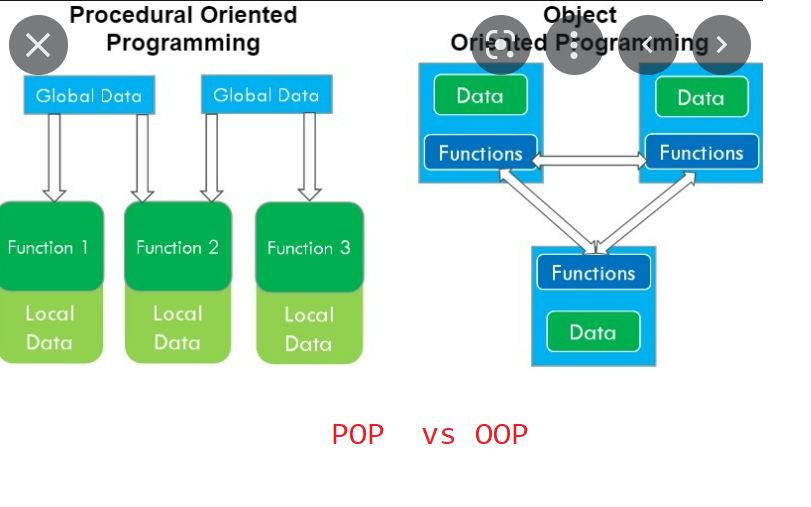 Procedural Oriented
Programming
Global Data
Global Data
Function 1
Function 2
Function 3
Local
Data
Local
Data
Local
Data
Object
Oriented Programming
Data
Data
Functions
Functions
Functions
Data
POP vs OOP